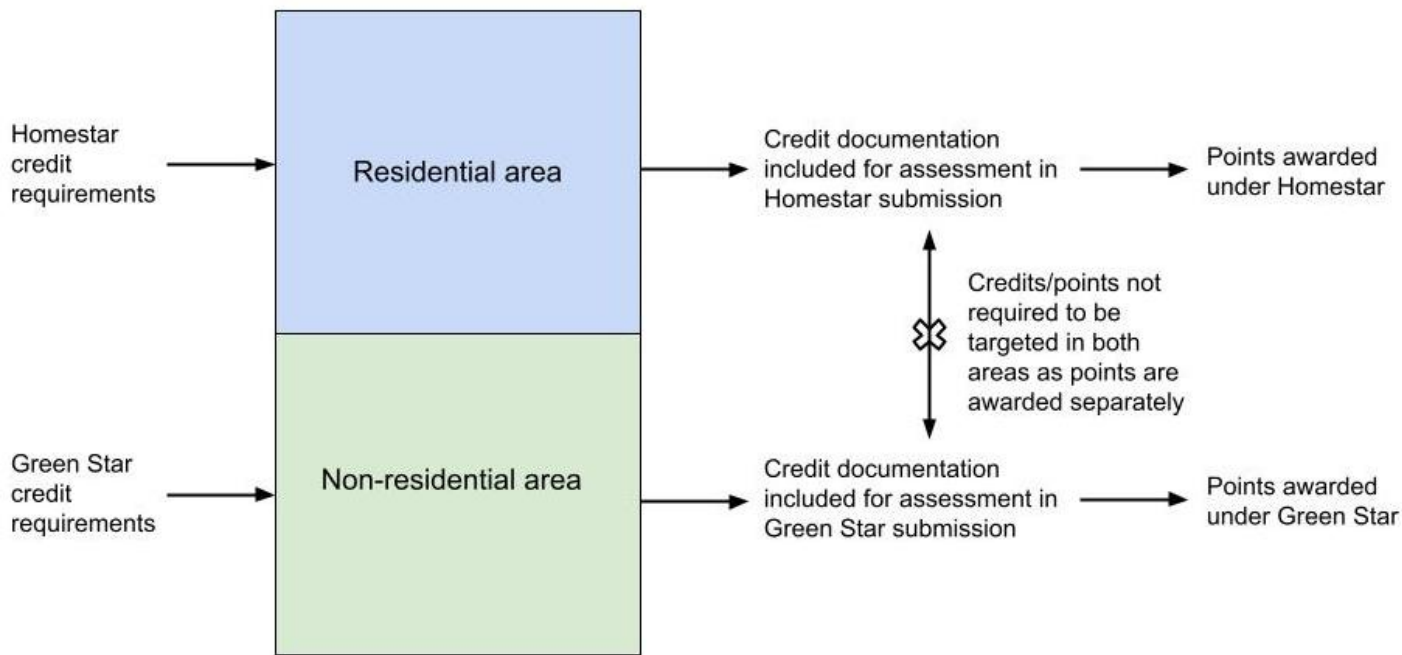 Homestar
credit
requirements
Residential area
Credit documentation
included for assessment in
Homestar submission
Points awarded
under Homestar
Credits/points not
required to be
targeted in both
areas as points are
awarded separately
Green Star
credit
requirements
Non-residential area
Credit documentation
included for assessment in
Green Star submission
Points awarded
under Green Star